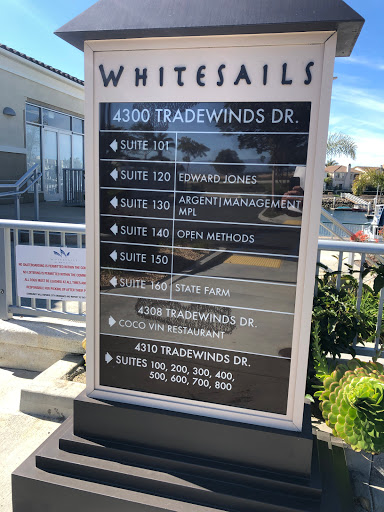 WHITESAILS
4300 TRADEWINDS DR.
SUITE 101
SUITE 120 EDWARD JONES
SUITE 130 ARGENT|MANAGEMENT
MPL
SUITE 140 OPEN METHODS
SUITE 150
SUITE 160 STATE FARM
4308 TRADEWINDS DR.
COCO VIN RESTAURANT
4310 TRADEWINDS DR.
SUITES 100, 200, 300, 400,
500, 600, 700, 800